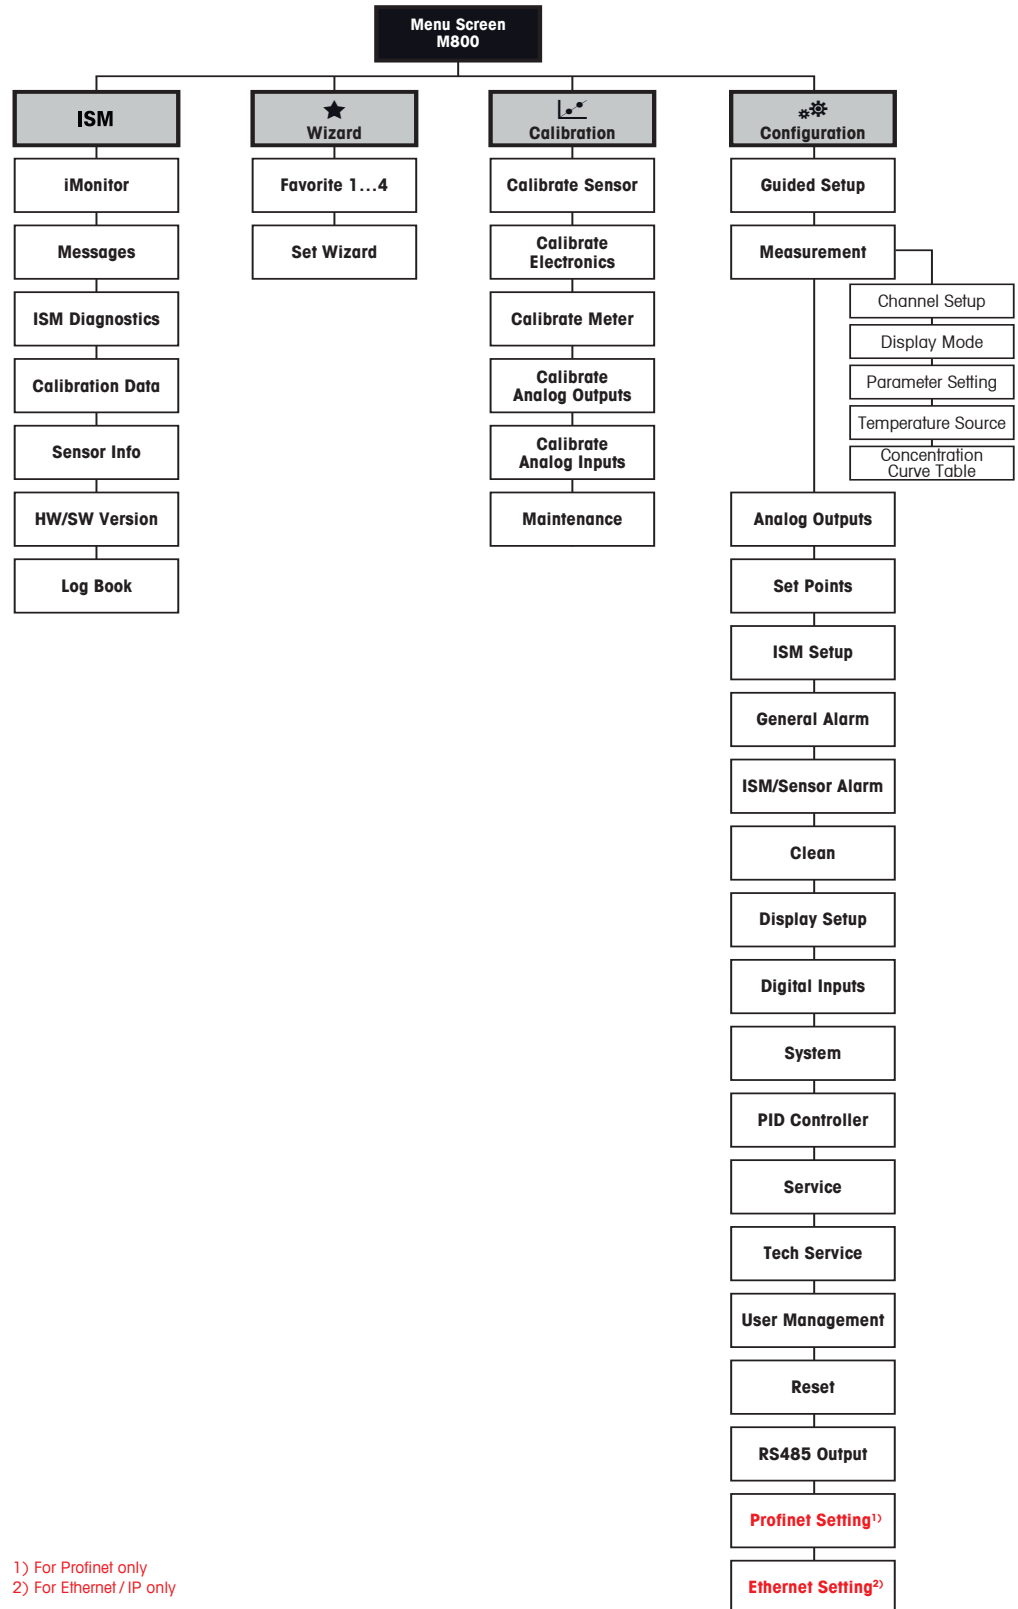 Menu Screen
M800
ISM
iMonitor
Messages
ISM Diagnostics
Calibration Data
Sensor Info
HW/SW Version
Log Book
Wizard
Favorite 1...4
Set Wizard
Calibration
Calibrate Sensor
Calibrate
Electronics
Calibrate Meter
Calibrate
Analog Outputs
Calibrate
Analog Inputs
Maintenance
Configuration
Guided Setup
Measurement
Channel Setup
Display Mode
Parameter Setting
Temperature Source
Concentration
Curve Table
Analog Outputs
Set Points
ISM Setup
General Alarm
ISM/Sensor Alarm
Clean
Display Setup
Digital Inputs
System
PID Controller
Service
Tech Service
User Management
Reset
RS485 Output
Profinet Setting1)
Ethernet Setting2)
1) For Profinet only
2) For Ethernet / IP only